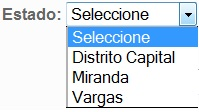 Estado: Seleccione
Seleccione
Distrito Capital
Miranda
Vargas